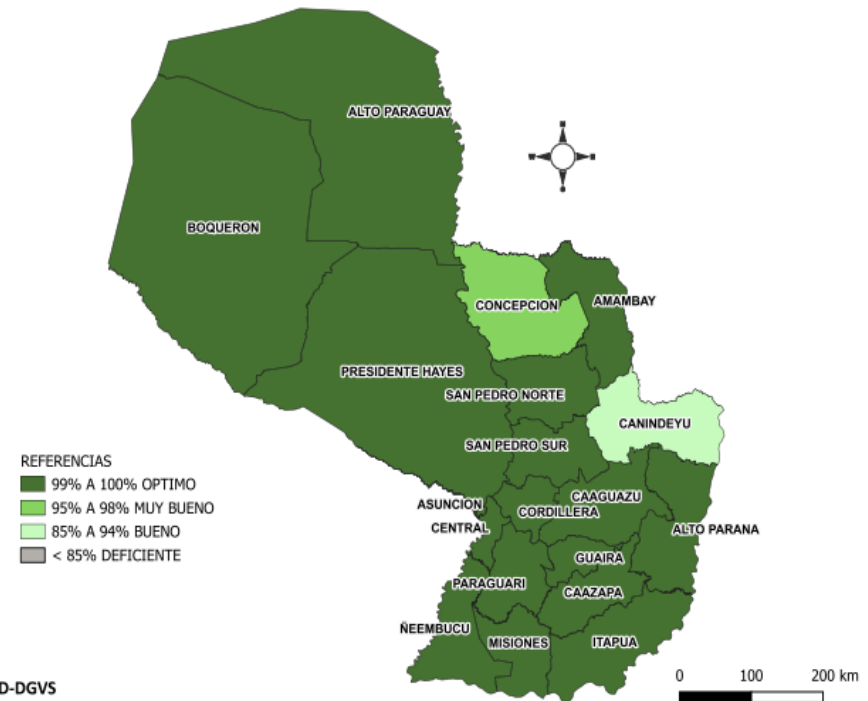 ALTO PARAGUAY
BOQUERON
CONCEPCION
AMAMBAY
PRESIDENTE HAYES
SAN PEDRO NORTE
CANINDEYU
SAN PEDRO SUR
REFERENCIAS
99% A 100% OPTIMO
95% A 98% MUY BUENO
85% A 94% BUENO
< 85% DEFICIENTE
ASUNCION
CENTRAL
CAAGUAZU
CORDILLERA
ALTO PARANA
GUAIRA
PARAGUARI
CAAZAPA
ÑEEMBUCU
MISIONES
ITAPUA
D-DGVS
0 100 200 km